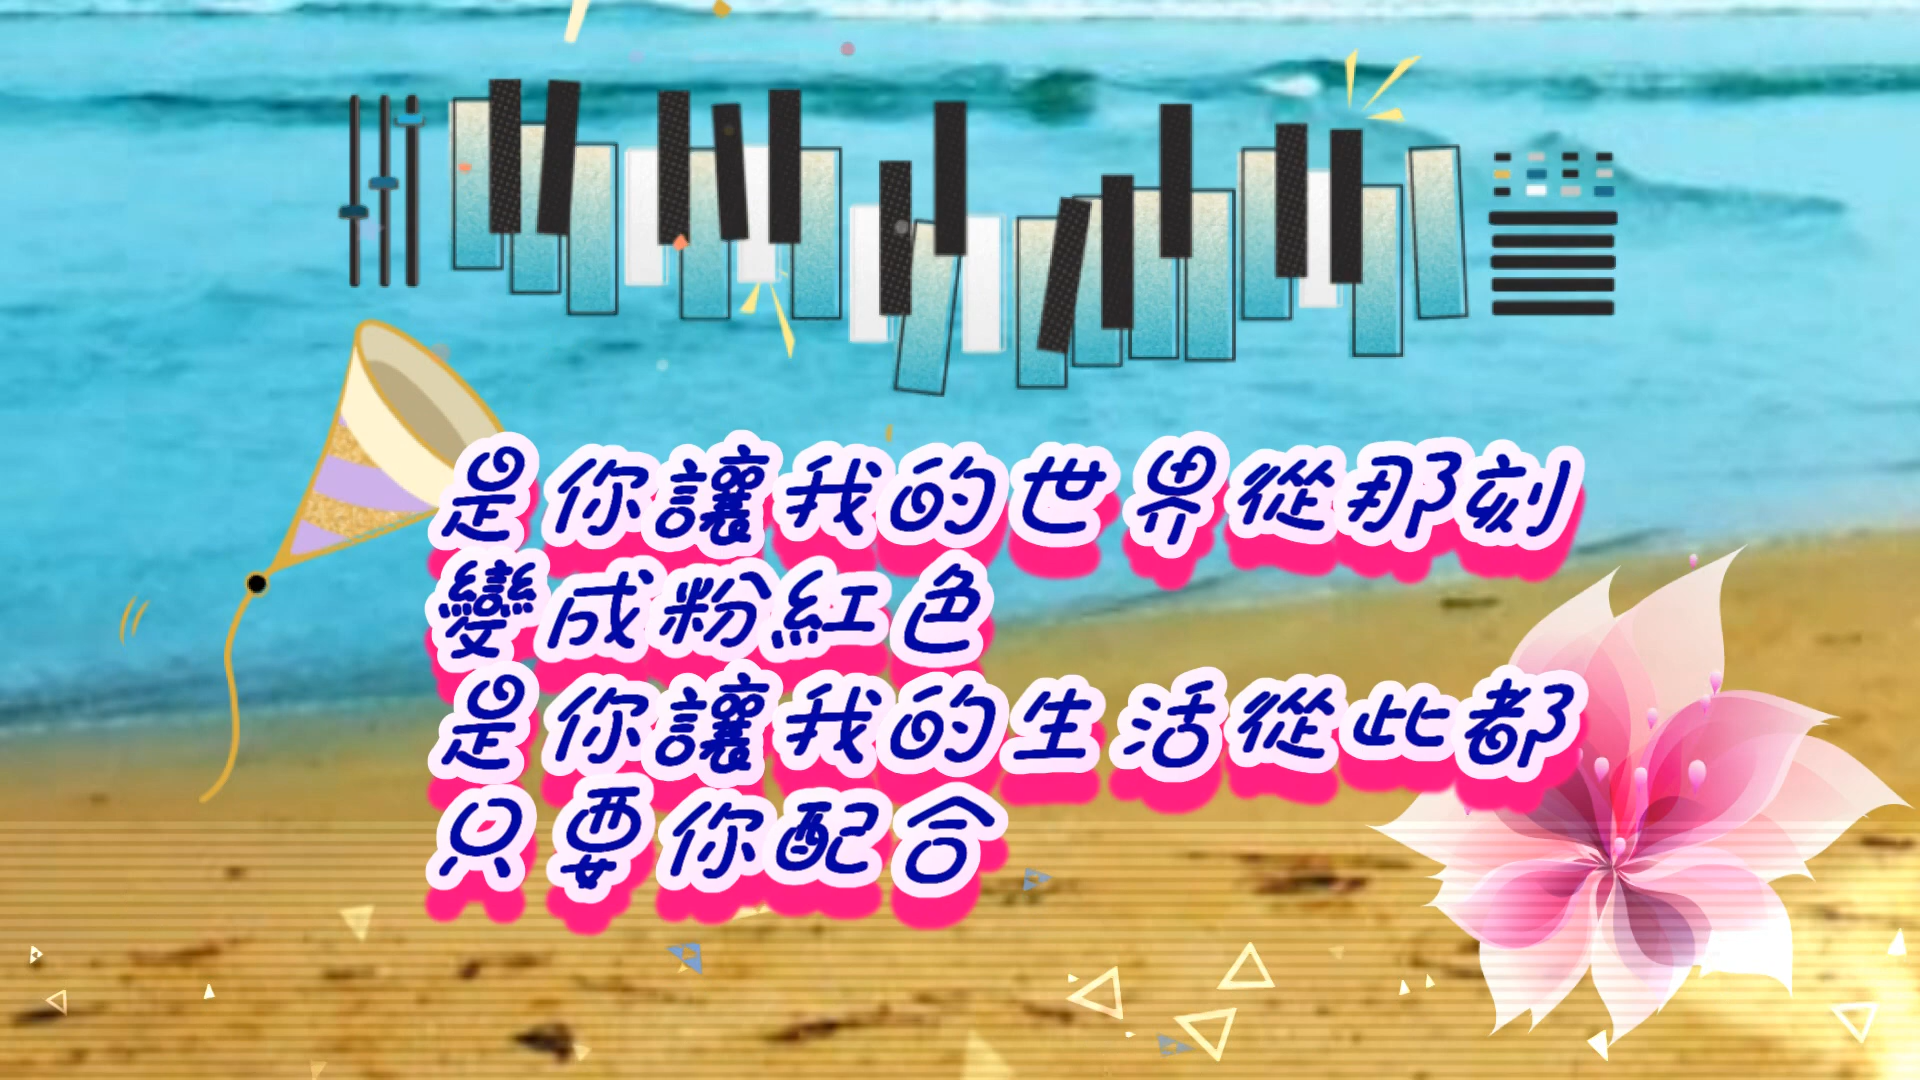 是你讓我的世界從那刻
變成粉紅色
是你讓我的生活從此都
只要你配合